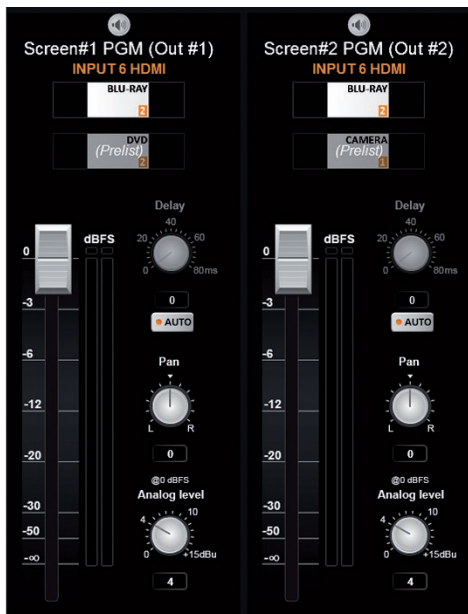 Screen#1 PGM (Out #1)
INPUT 6 HDMI
BLU-RAY
2
DVD
(Prelist)
2
Delay
40
20
60
0
80ms
dBFS
0
-3
-6
-12
-20
-30
-50
-∞
0
AUTO
Pan
L
R
0
@0 dBFS
Analog level
4
10
0
+15dBu
4
Screen#2 PGM (Out #2)
INPUT 6 HDMI
BLU-RAY
2
CAMERA
(Prelist)
1
Delay
40
20
60
0
80ms
dBFS
0
-3
-6
-12
-20
-30
-50
-∞
0
AUTO
Pan
L
R
0
@0 dBFS
Analog level
4
10
0
+15dBu
4